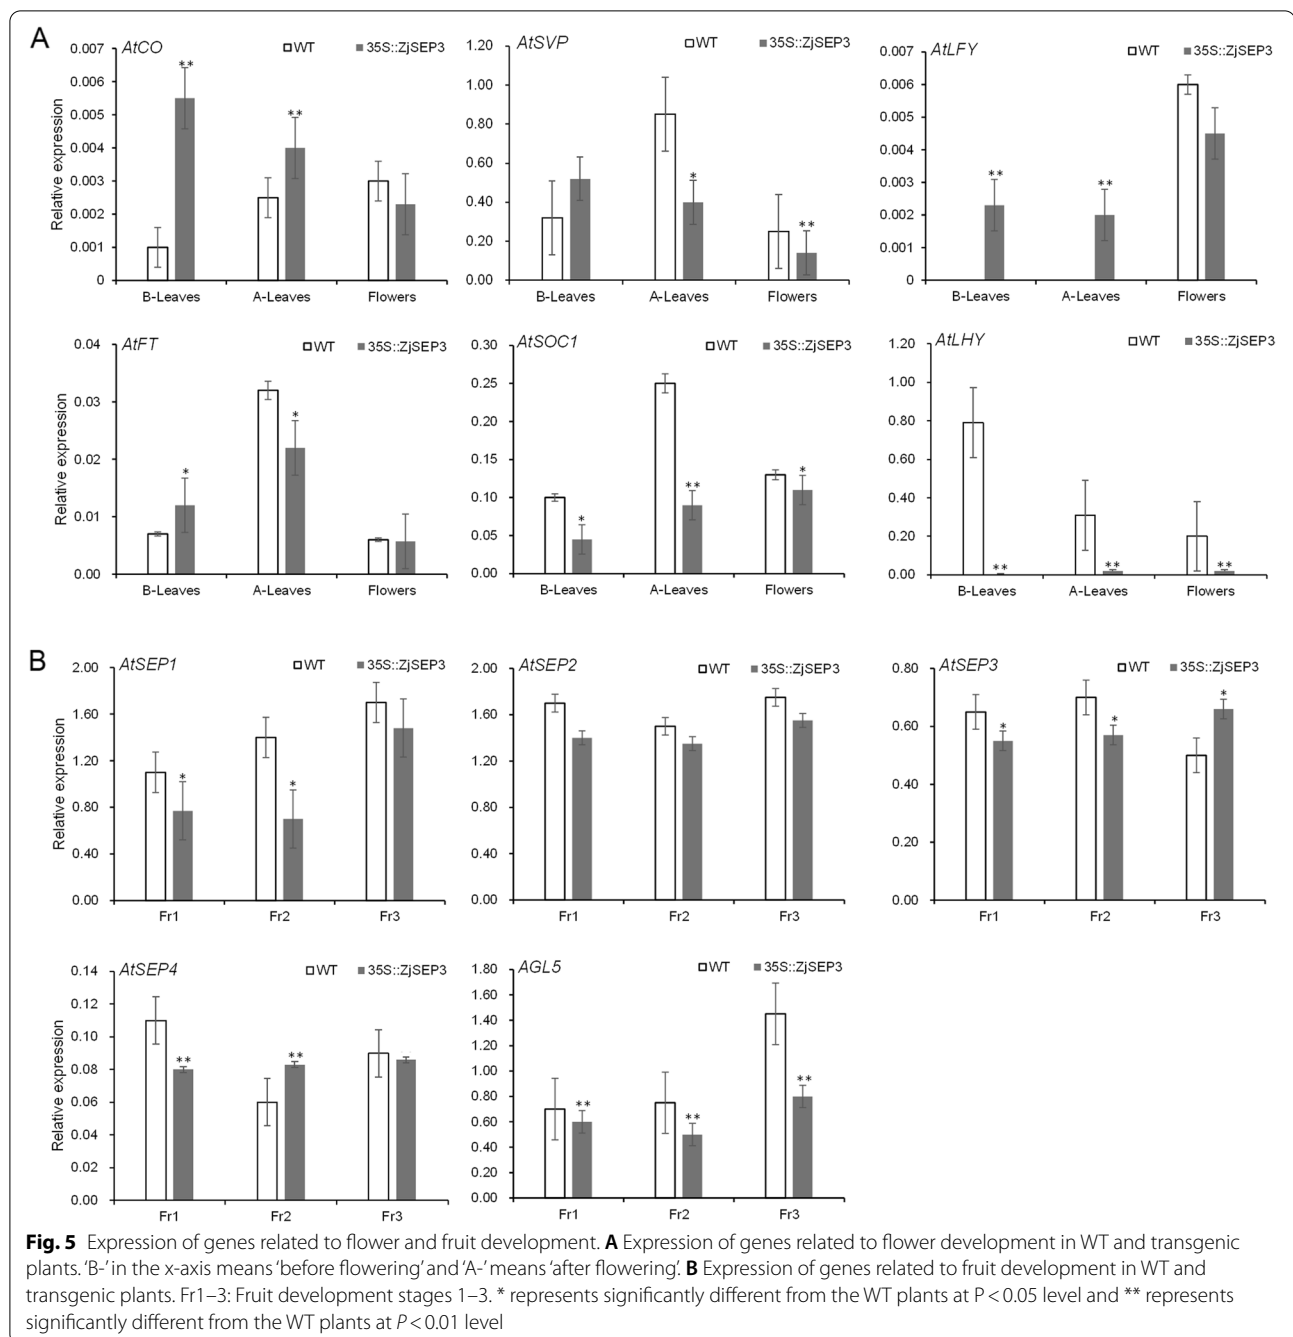 A
AtCO
WT
35S::ZjSEP3
Relative expression
0.007
0.006
0.005
0.004
0.003
0.002
0.001
0
**
**
B-Leaves
A-Leaves
Flowers
AtSVP
WT
35S::ZjSEP3
1.20
1.00
0.80
0.60
0.40
0.20
0.00
*
**
B-Leaves
A-Leaves
Flowers
AtLFY
WT
35S::ZjSEP3
0.007
0.006
0.005
0.004
0.003
0.002
0.001
0
**
**
B-Leaves
A-Leaves
Flowers
AtFT
WT
35S::ZjSEP3
Relative expression
0.04
0.03
0.02
0.01
0.00
*
*
B-Leaves
A-Leaves
Flowers
AtSOC1
WT
35S::ZjSEP3
0.30
0.25
0.20
0.15
0.10
0.05
0.00
*
**
*
B-Leaves
A-Leaves
Flowers
AtLHY
WT
35S::ZjSEP3
1.20
1.00
0.80
0.60
0.40
0.20
0.00
**
**
**
B-Leaves
A-Leaves
Flowers
B
AtSEP1
WT
35S::ZjSEP3
Relative expression
2.00
1.60
1.20
0.80
0.40
0.00
*
*
Fr1
Fr2
Fr3
AtSEP2
WT
35S::ZjSEP3
2.00
1.60
1.20
0.80
0.40
0.00
Fr1
Fr2
Fr3
AtSEP3
WT
35S::ZjSEP3
0.80
0.60
0.40
0.20
0.00
*
*
*
Fr1
Fr2
Fr3
AtSEP4
WT
35S::ZjSEP3
Relative expression
0.14
0.12
0.10
0.08
0.06
0.04
0.02
0.00
**
**
Fr1
Fr2
Fr3
AGL5
WT
35S::ZjSEP3
1.80
1.60
1.40
1.20
1.00
0.80
0.60
0.40
0.20
0.00
**
**
**
Fr1
Fr2
Fr3
Fig. 5 Expression of genes related to flower and fruit development. A Expression of genes related to flower development in WT and transgenic
plants. ‘B-’ in the x-axis means ‘before flowering’ and ‘A-’ means ‘after flowering’. B Expression of genes related to fruit development in WT and
transgenic plants. Fr1–3: Fruit development stages 1–3. * represents significantly different from the WT plants at P < 0.05 level and ** represents
significantly different from the WT plants at P < 0.01 level